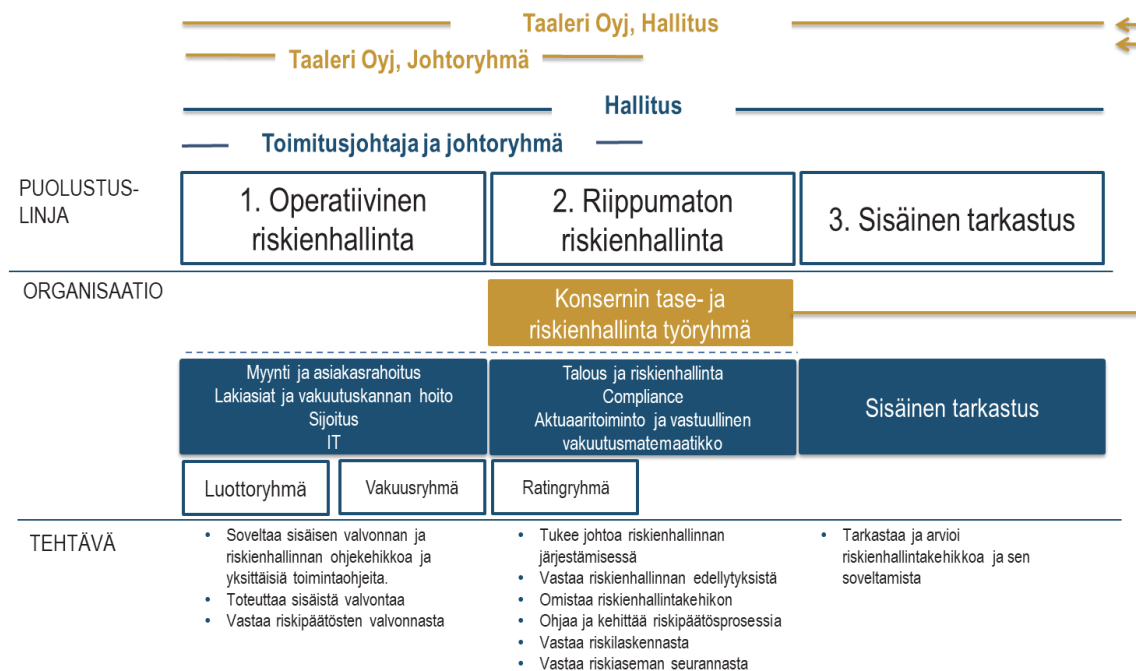 Taaleri Oyj, Hallitus
Taaleri Oyj, Johtoryhmä
Hallitus
Toimitusjohtaja ja johtoryhmä
PUOLUSTUS-
LINJA
1. Operatiivinen
riskienhallinta
2. Riippumaton
riskienhallinta
3. Sisäinen tarkastus
ORGANISAATIO
Konsernin tase- ja
riskienhallinta työryhmä
Myynti ja asiakasrahoitus
Lakiasiat ja vakuutuskannan hoito
Sijoitus
IT
Talous ja riskienhallinta
Compliance
Aktuaaritoiminto ja vastuullinen
vakuutusmatemaatikko
Sisäinen tarkastus
Luottoryhmä
Vakuusryhmä
Ratingryhmä
TEHTÄVÄ
• Soveltaa sisäisen valvonnan ja
riskienhallinnan ohjekehikkoa ja
yksittäisiä toimintaohjeita.
• Toteuttaa sisäistä valvontaa
• Vastaa riskipäätösten valvonnasta
• Tukee johtoa riskienhallinnan
järjestämisessä
• Vastaa riskienhallinnan edellytyksistä
• Omistaa riskienhallintakehikon
• Ohjaa ja kehittää riskipäätösprosessia
• Vastaa riskilaskennasta
• Vastaa riskiaseman seurannasta
• Tarkastaa ja arvioi
riskienhallintakehikkoa ja sen
soveltamista